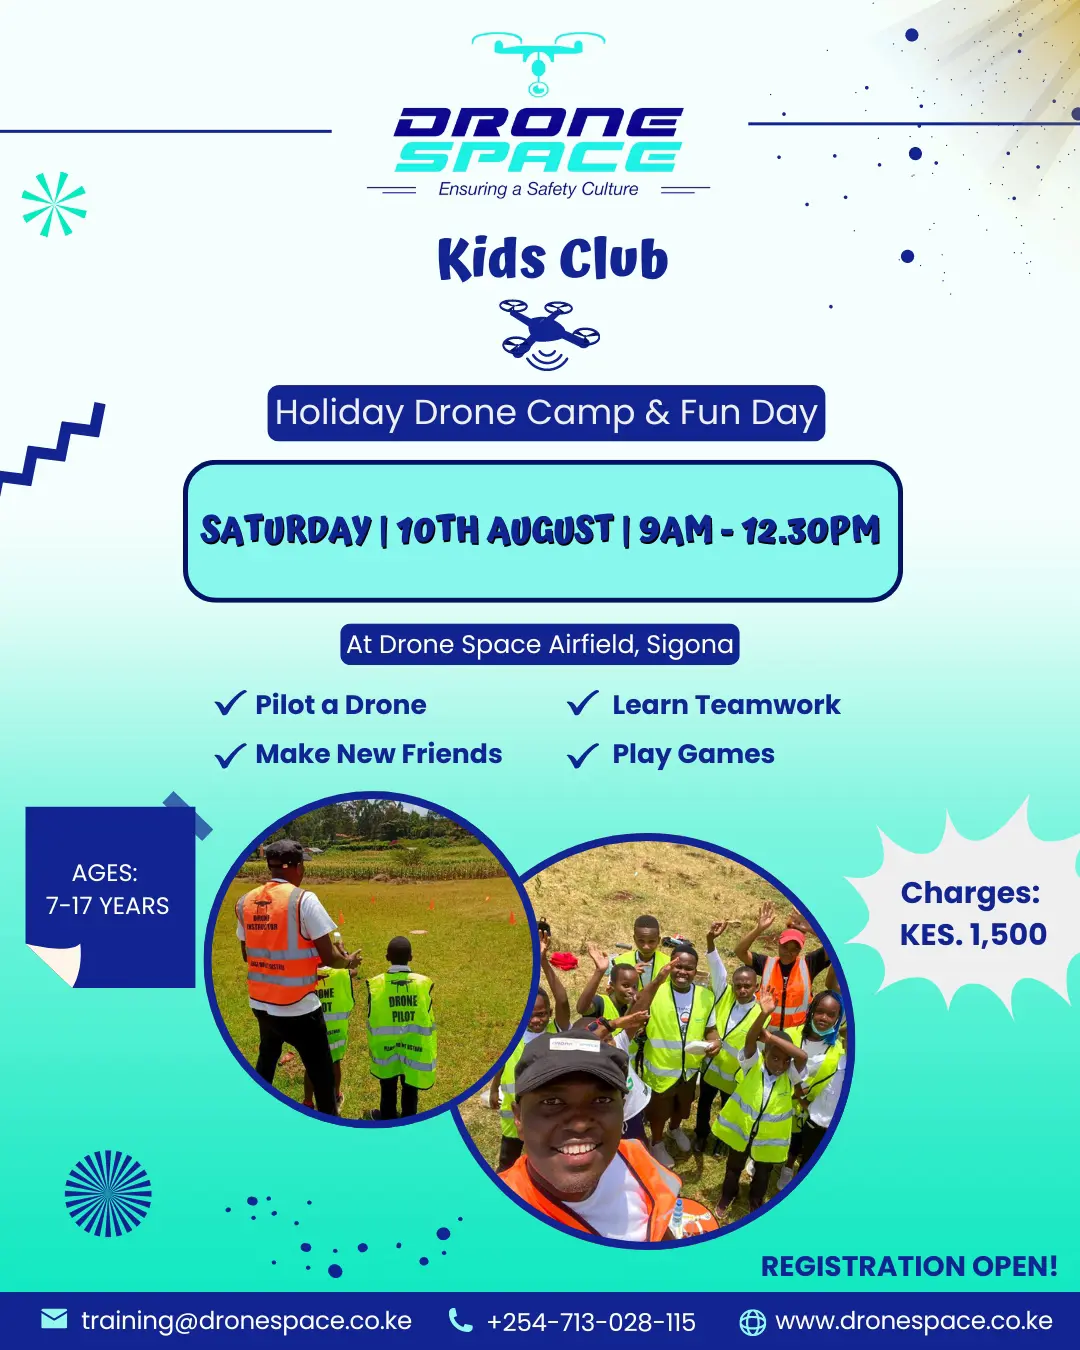 DRONE
SPACE
Ensuring a Safety Culture
Kids Club
Holiday Drone Camp & Fun Day
SATURDAY | 10TH AUGUST | 9AM - 12.30PM
At Drone Space Airfield, Sigona
Pilot a Drone
Learn Teamwork
Make New Friends
Play Games
AGES:
7-17 YEARS
Charges:
KES. 1,500
DRONE
INSTRUCTOR
DRONE
PILOT
REGISTRATION OPEN!
training@dronespace.co.ke
+254-713-028-115
www.dronespace.co.ke